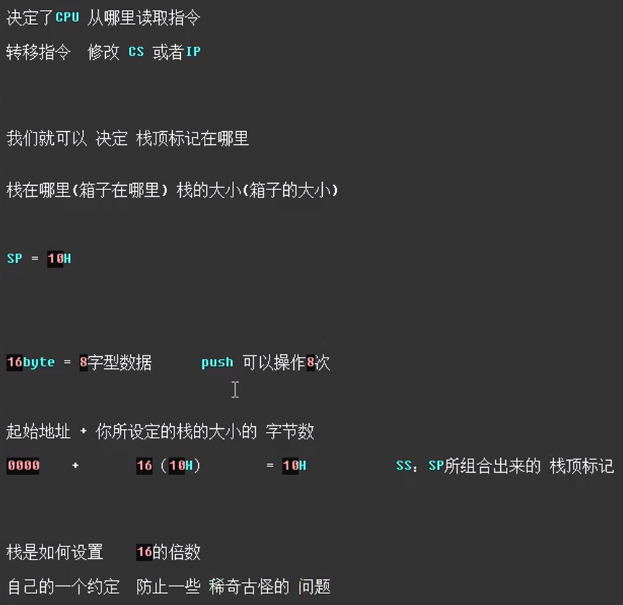 决定了CPU 从哪里读取指令
转移指令 修改 CS 或者IP
我们就可以 决定 栈顶标记在哪里
栈在哪里(箱子在哪里) 栈的大小(箱子的大小)
SP = 10H
16byte = 8字型数据 push 可以操作8次
起始地址 + 你所设定的栈的大小的 字节数
0000 + 16 (10H) = 10H SS: SP所组合出来的 栈顶标记
栈是如何设置 16的倍数
自己的一个约定 防止一些 稀奇古怪的 问题